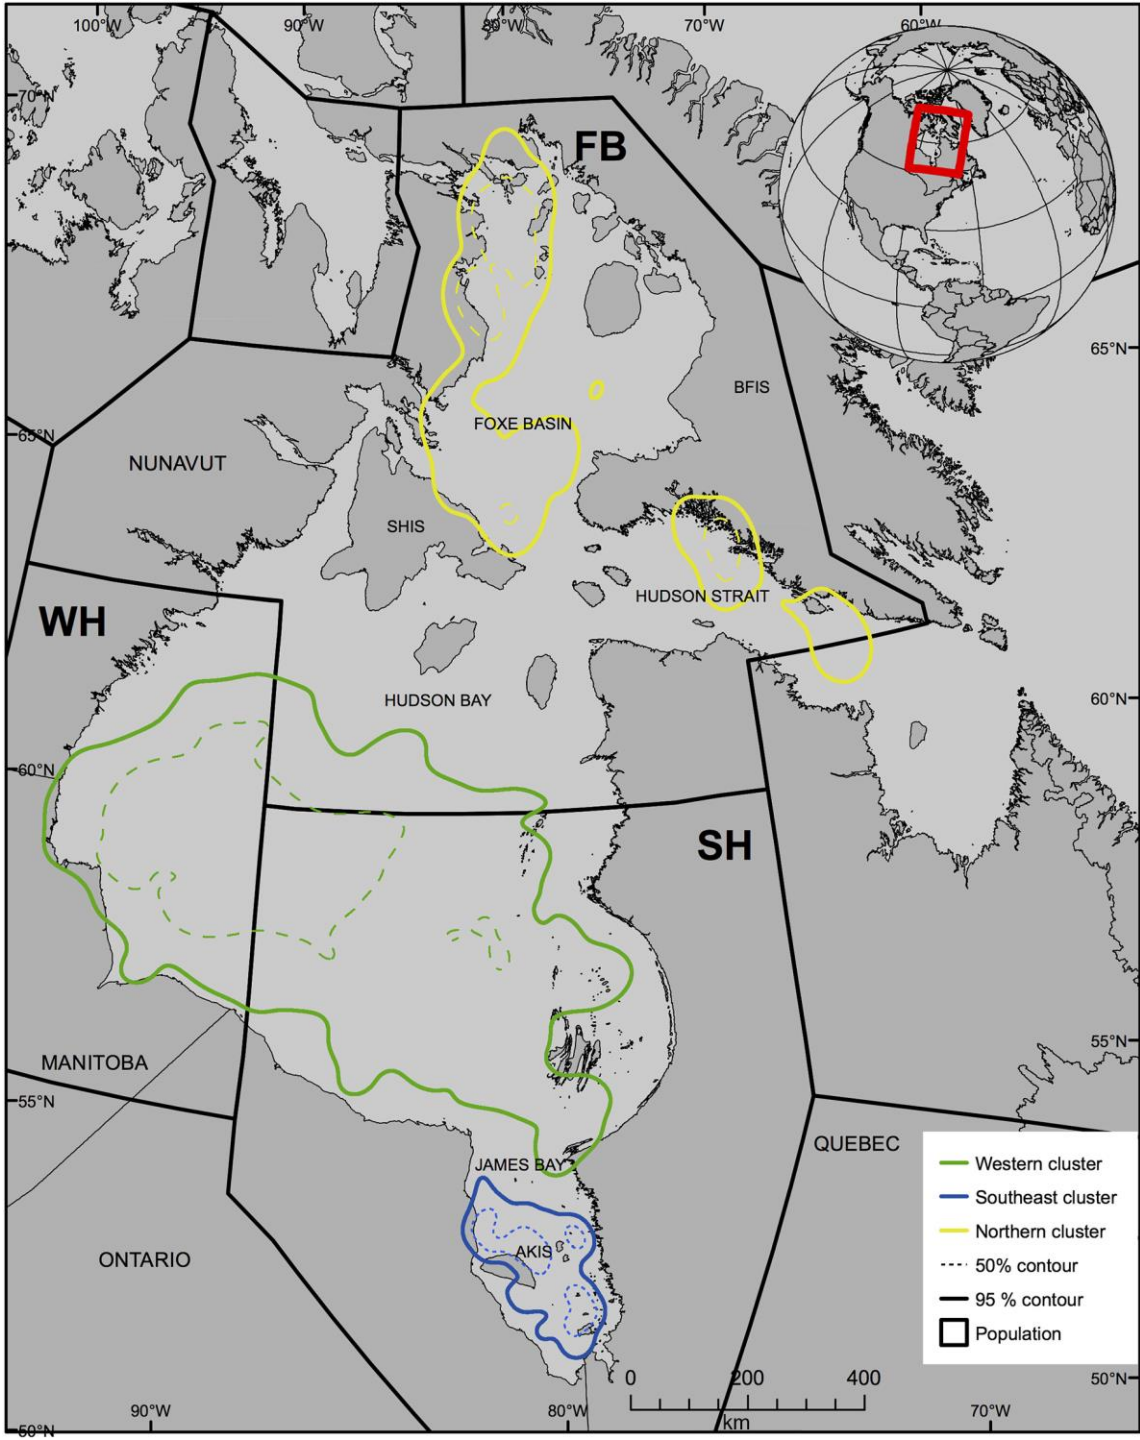 100°W 90°W 80°W 70°W 60°W
70°N
FB
65°N
BFIS
FOXE BASIN
65°N
NUNAVUT
SHIS
HUDSON STRAIT
WH
HUDSON BAY
60°N
60°N
SH
55°N
MANITOBA
55°N
QUEBEC
JAMES BAY
Western cluster
Southeast cluster
Northern cluster
50% contour
95 % contour
Population
AKIS
ONTARIO
0 200 400
km
50°N
90°W 80°W 70°W
50°N